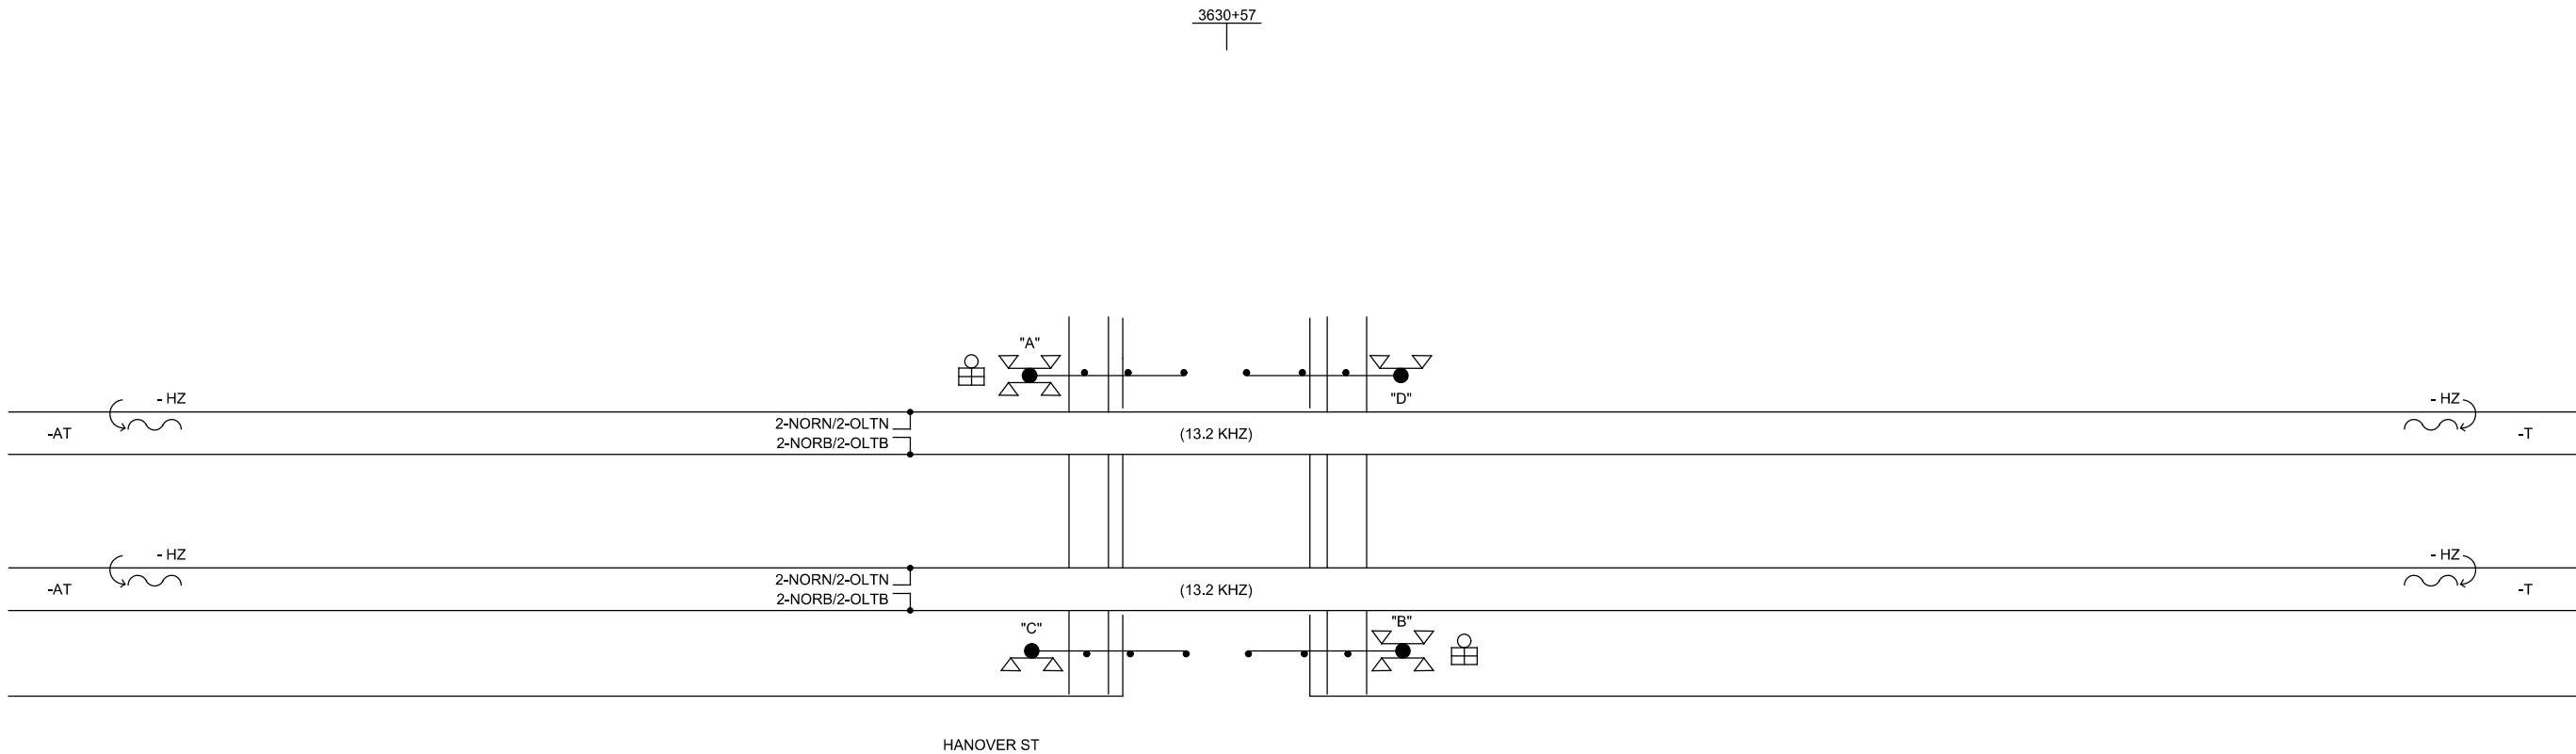 3630+57
"A"
"D"
- HZ
- HZ
2-NORN/2-OLTN
-AT
(13.2 KHZ)
-T
2-NORB/2-OLTB
- HZ
- HZ
2-NORN/2-OLTN
-AT
(13.2 KHZ)
-T
2-NORB/2-OLTB
"C"
"B"
HANOVER ST